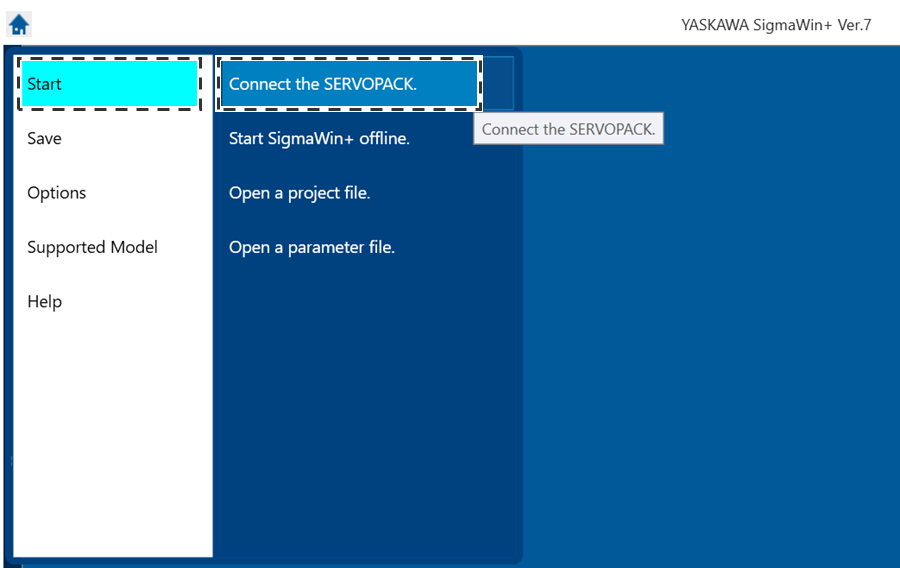 YASKAWA SigmaWin+ Ver.7
Start
Save
Options
Supported Model
Help
Connect the SERVOPACK.
Start SigmaWin+ offline.
Open a project file.
Open a parameter file.
Connect the SERVOPACK.